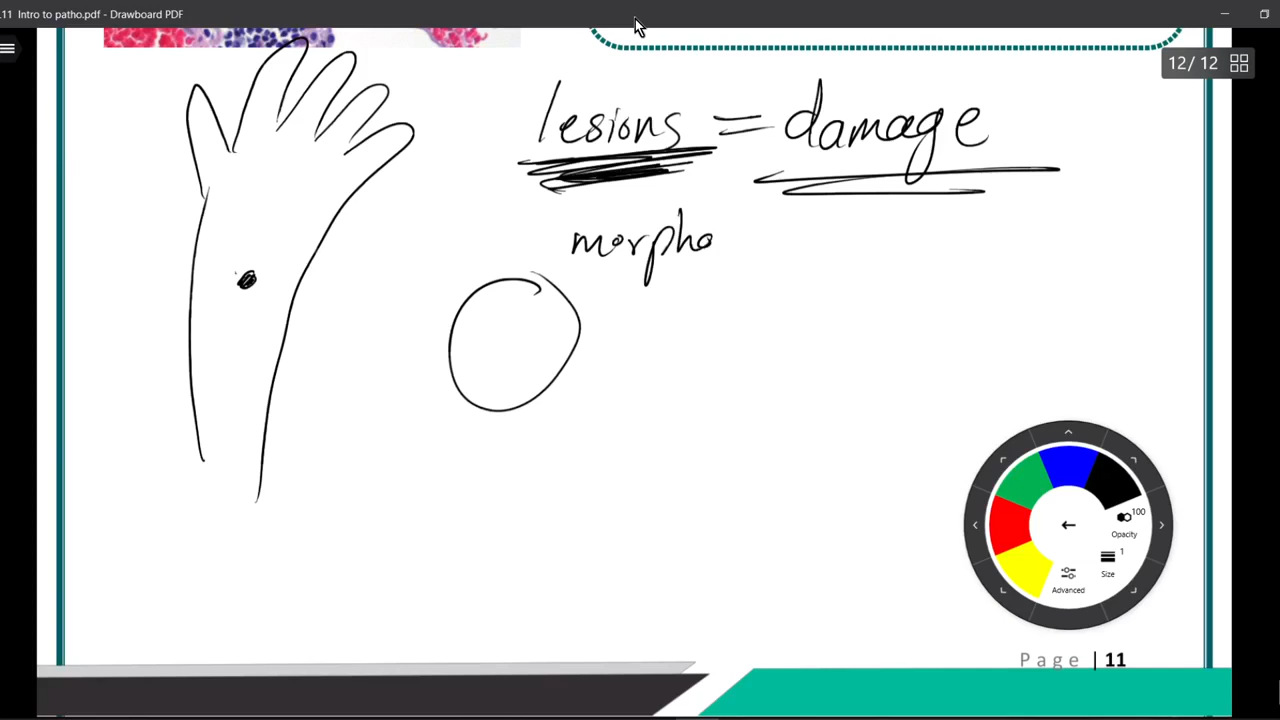 .11 Intro to patho.pdf - Drawboard PDF
12/ 12
lesions = damage
morpho
100
Opacity
1
Size
Advanced
Page | 11